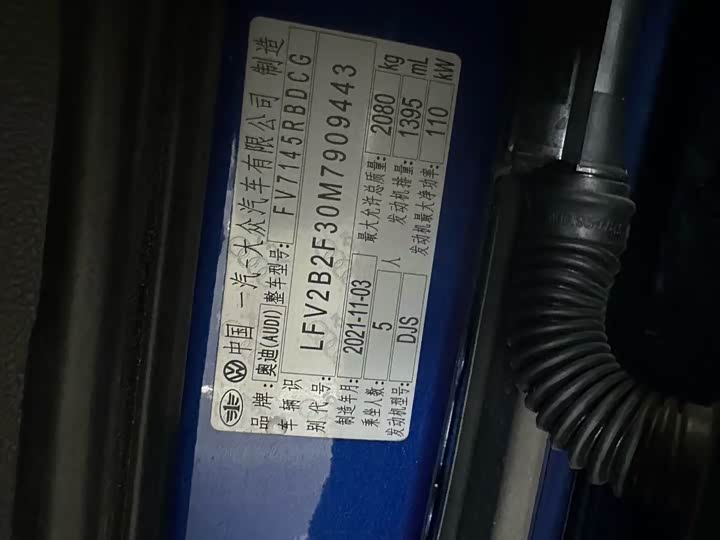 中国 一汽-大众汽车有限公司 制造
品牌: 奥迪(AUDI) 整车型号: FV7145RBDCG
车辆识别代号: LFV2B2F30M7909443
制造年月: 2021-11-03 最大允许总质量: 2080 kg
乘坐人数: 5 人 发动机排量: 1395 mL
发动机型号: DJS 发动机最大净功率: 110 kW